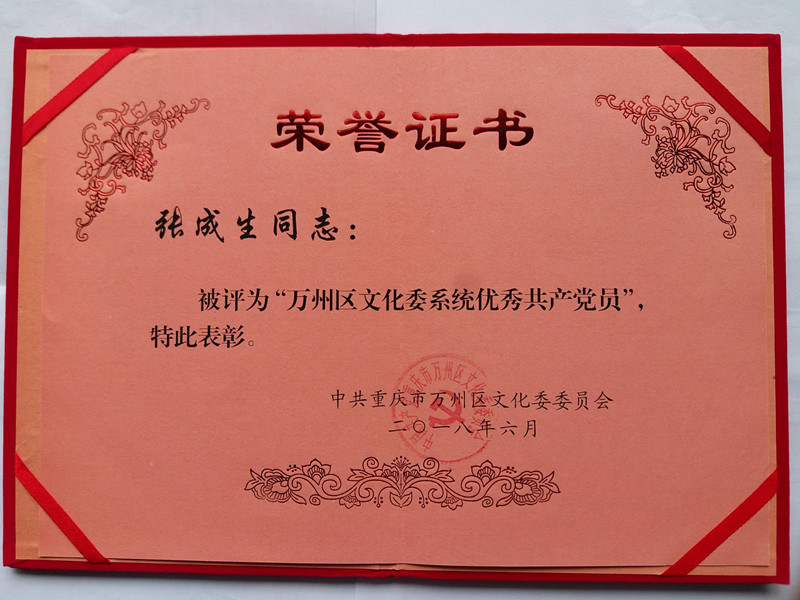 荣誉证书
张成生同志：
被评为“万州区文化委系统优秀共产党员”，
特此表彰。
中共重庆市万州区文化委委员会
二〇一八年六月